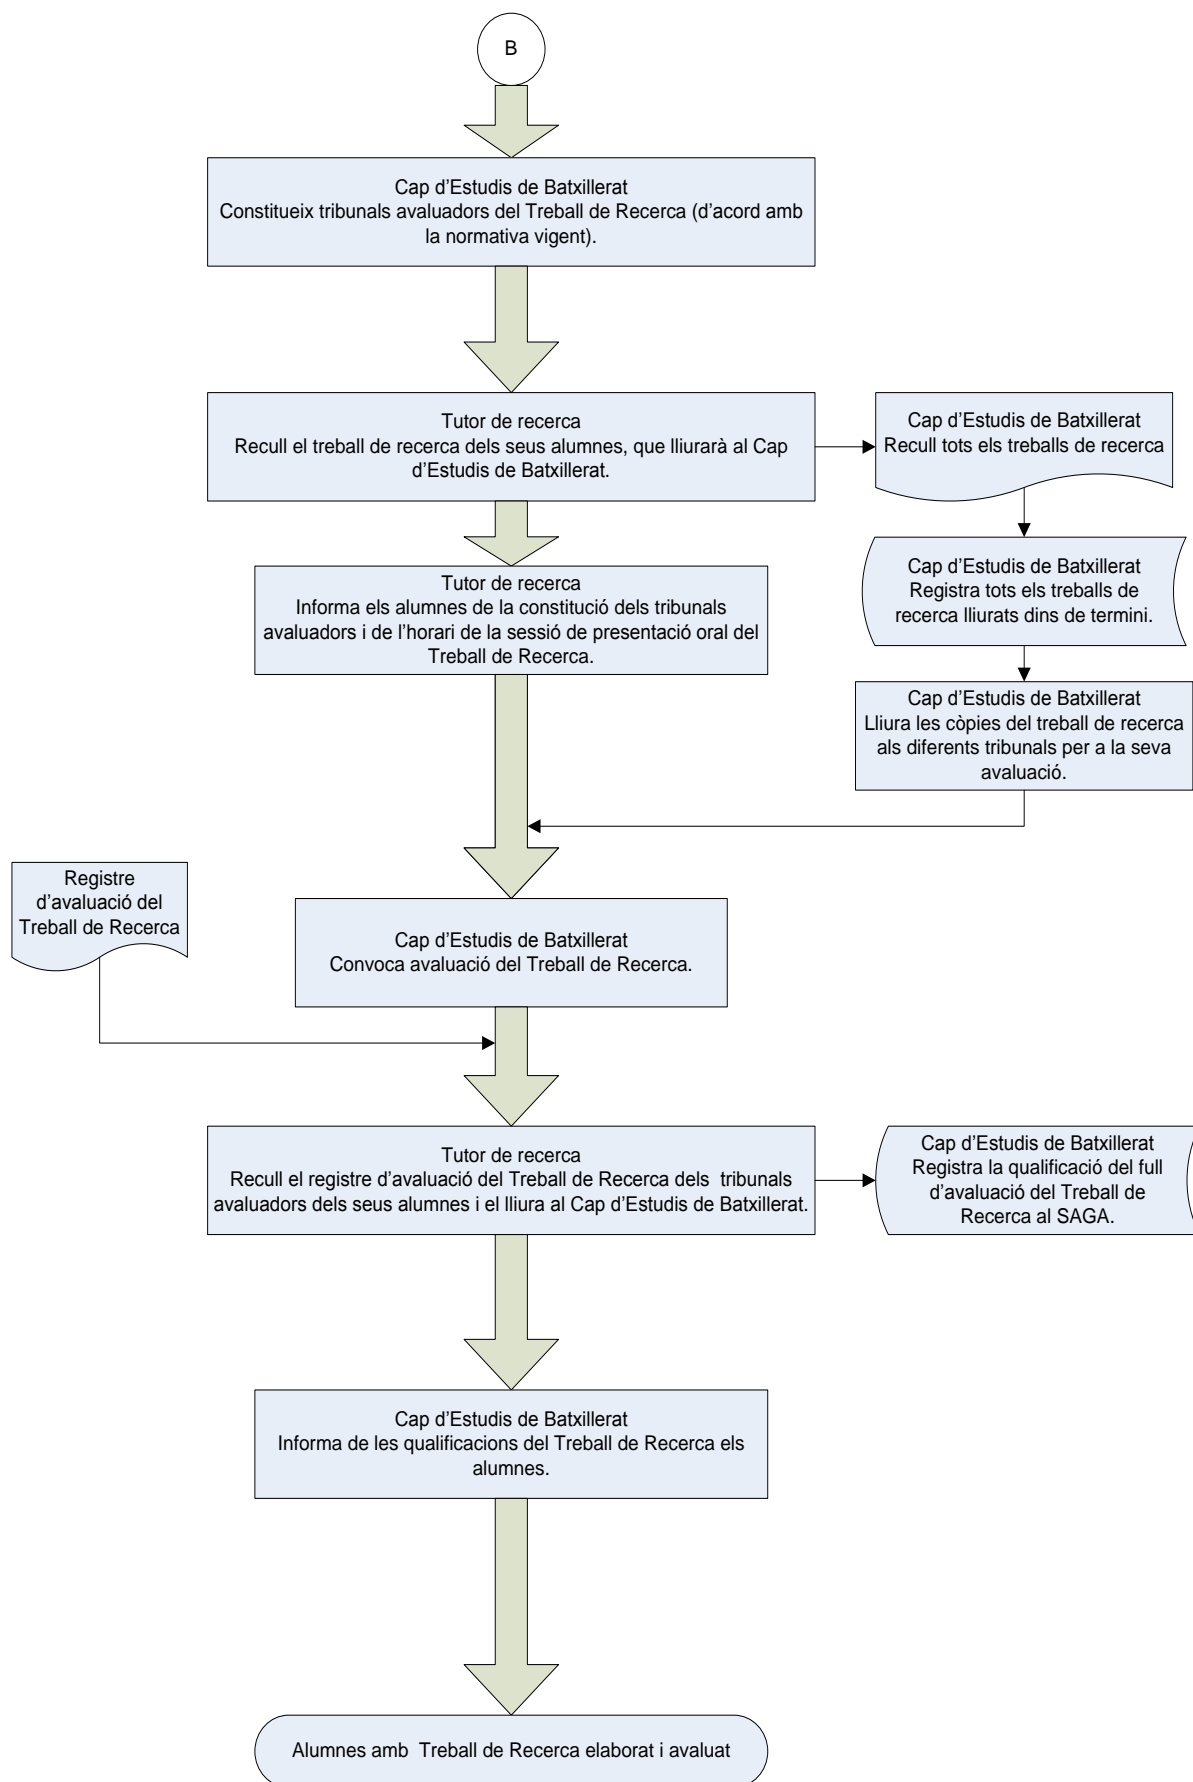 B
Cap d’Estudis de Batxillerat
Constitueix tribunals avaluadors del Treball de Recerca (d’acord amb
la normativa vigent).
Tutor de recerca
Recull el treball de recerca dels seus alumnes, que lliurarà al Cap
d’Estudis de Batxillerat.
Cap d’Estudis de Batxillerat
Recull tots els treballs de recerca
Cap d’Estudis de Batxillerat
Registra tots els treballs de
recerca lliurats dins de termini.
Tutor de recerca
Informa els alumnes de la constitució dels tribunals
avaluadors i de l’horari de la sessió de presentació oral del
Treball de Recerca.
Cap d’Estudis de Batxillerat
Lliura les còpies del treball de recerca
als diferents tribunals per a la seva
avaluació.
Registre
d’avaluació del
Treball de Recerca
Cap d’Estudis de Batxillerat
Convoca avaluació del Treball de Recerca.
Tutor de recerca
Recull el registre d’avaluació del Treball de Recerca dels  tribunals
avaluadors dels seus alumnes i el lliura al Cap d’Estudis de Batxillerat.
Cap d’Estudis de Batxillerat
Registra la qualificació del full
d’avaluació del Treball de
Recerca al SAGA.
Cap d’Estudis de Batxillerat
Informa de les qualificacions del Treball de Recerca els
alumnes.
Alumnes amb  Treball de Recerca elaborat i avaluat